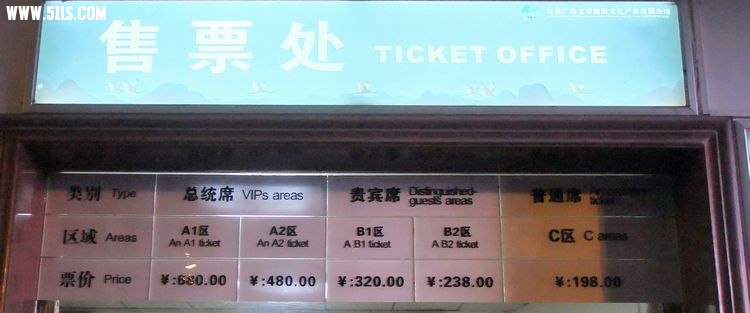 WWW.5ZLS.COM
售票处 TICKET OFFICE
类别 Type 总统席 VIPs areas 贵宾席 Distinguished-guests areas 普通席
区域 Areas A1区 An A1 ticket A2区 An A2 ticket B1区 A B1 ticket B2区 A B2 ticket C区 C areas
票价 Price ¥:680.00 ¥:480.00 ¥:320.00 ¥:238.00 ¥:198.00